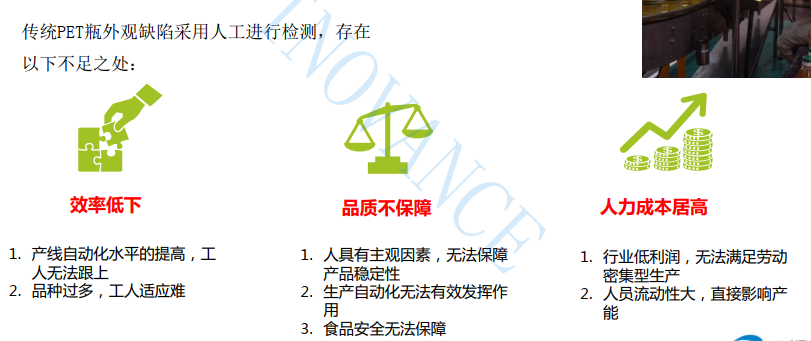 传统PET瓶外观缺陷采用人工进行检测，存在
以下不足之处：
INOVANCE
效率低下
1. 产线自动化水平的提高，工
人无法跟上
2. 品种过多，工人适应难
品质不保障
1. 人具有主观因素，无法保障
产品稳定性
2. 生产自动化无法有效发挥作
用
3. 食品安全无法保障
人力成本居高
1. 行业低利润，无法满足劳动
密集型生产
2. 人员流动性大，直接影响产
能